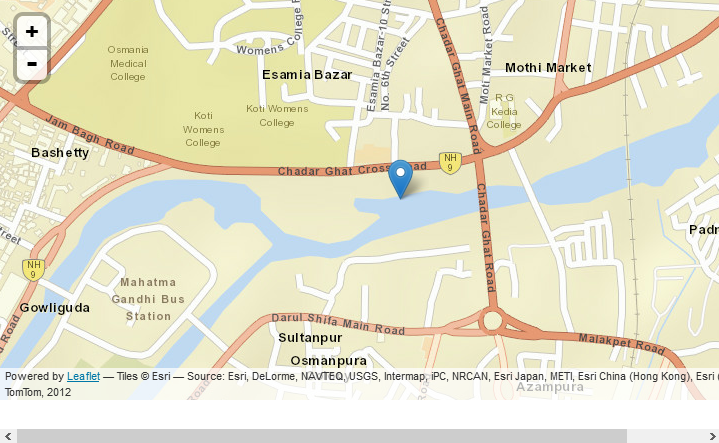 +
-
Osmania
Medical
College
Womens College
Esamia Bazar
Esamia Bazar-10
No. 6th Street
Chadar Ghat Main Road
Moti Market Road
Mothi Market
R G
Kedia
College
Koti
Womens
College
Koti Womens
College
Jam Bagh Road
Bashetty
Chadar Ghat Cross Road
NH
9
Chadar Ghat Road
Street
NH
9
Mahatma
Gandhi Bus
Station
Gowliguda
Darul Shifa Main Road
Sultanpur
Osmanpura
Malakpet Road
Road
Azampura
Powered by Leaflet — Tiles © Esri — Source: Esri, DeLorme, NAVTEQ, USGS, Intermap, iPC, NRCAN, Esri Japan, METI, Esri China (Hong Kong), Esri
TomTom, 2012